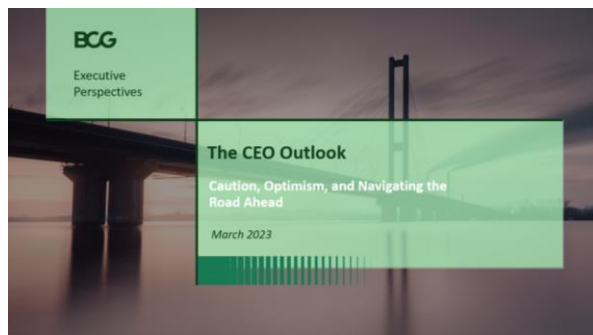 BCG
Executive
Perspectives
The CEO Outlook
Caution, Optimism, and Navigating the
Road Ahead
March 2023